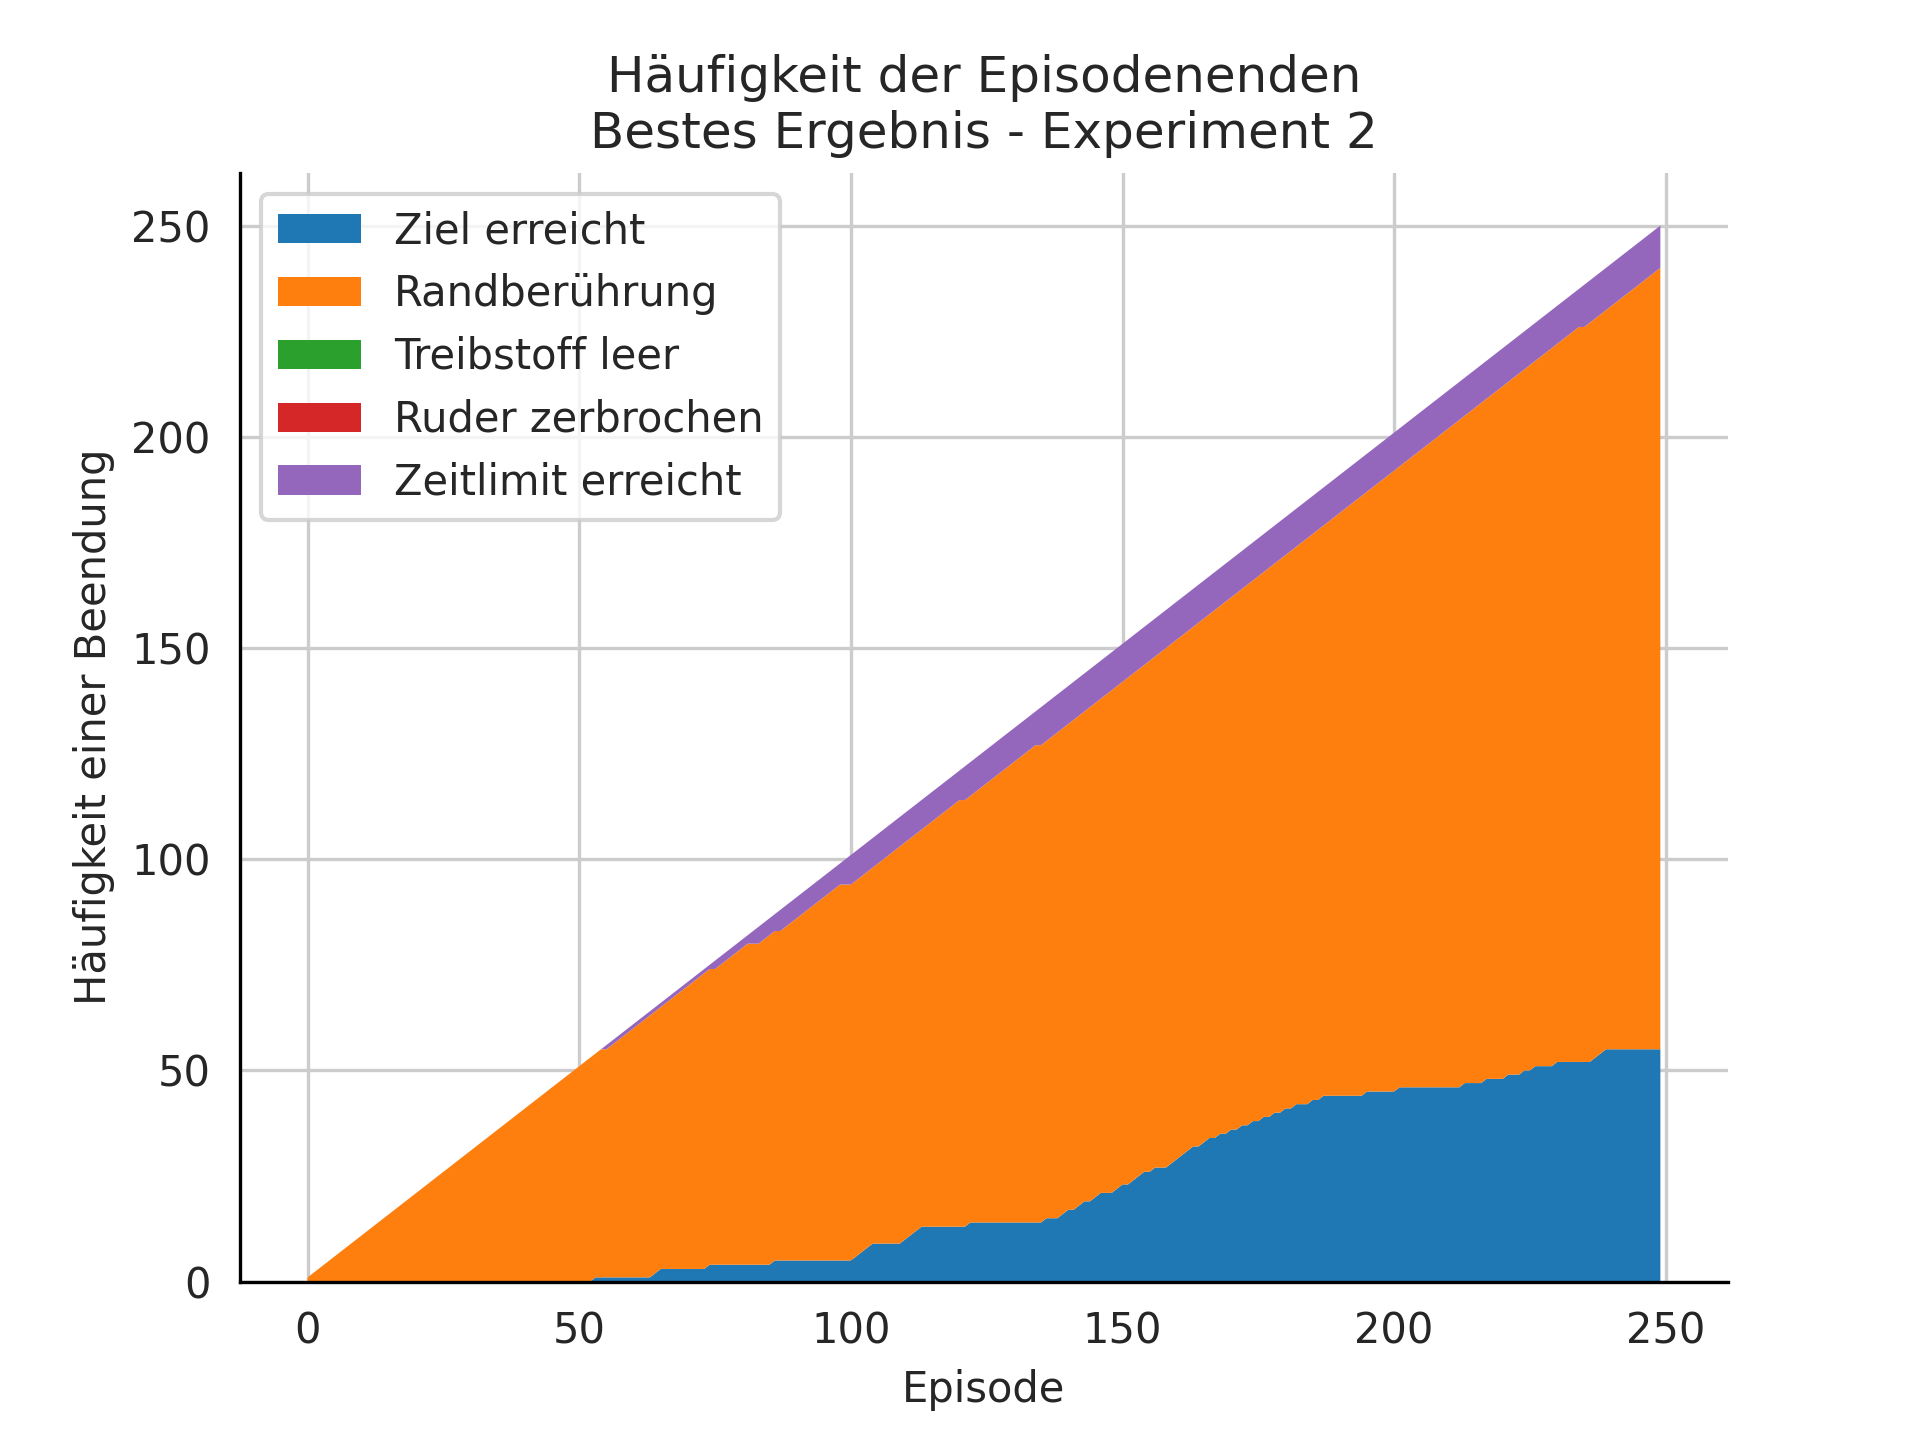 Häufigkeit der Episodenenden
Bestes Ergebnis - Experiment 2
Ziel erreicht
Randberührung
Treibstoff leer
Ruder zerbrochen
Zeitlimit erreicht
Häufigkeit einer Beendung
250
200
150
100
50
0
0 50 100 150 200 250
Episode